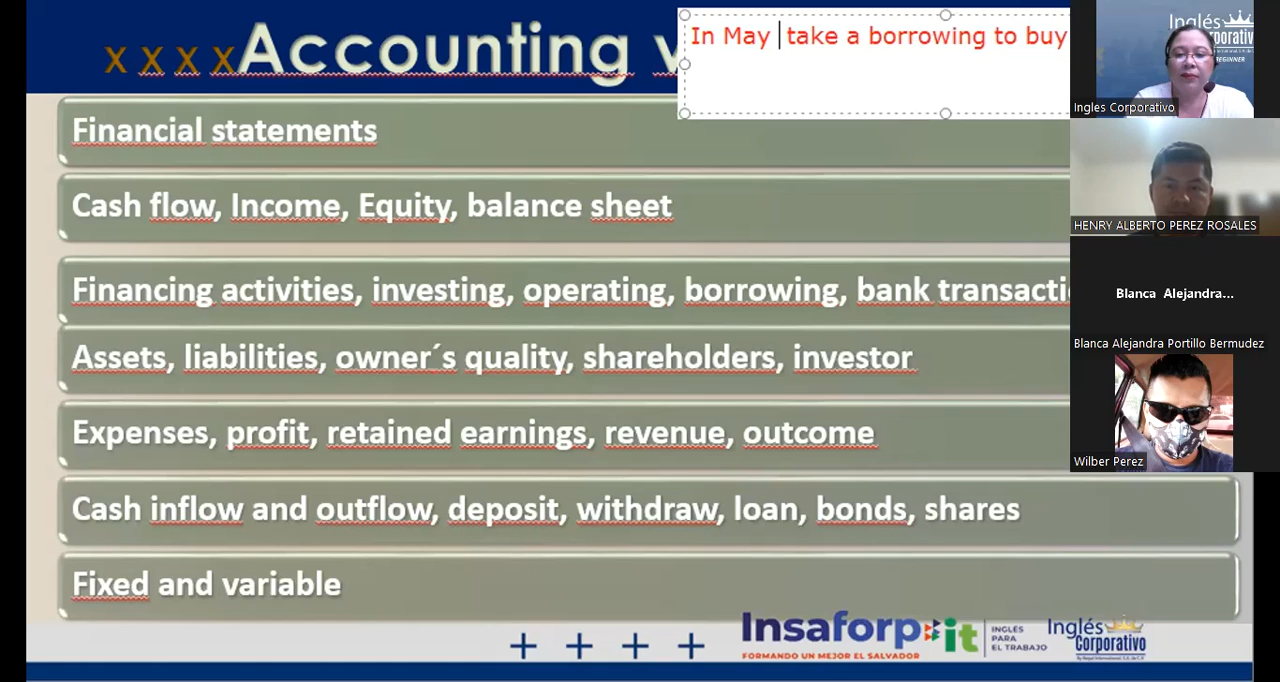 x x x x Accounting
In May take a borrowing to buy
Financial statements
Cash flow, Income, Equity, balance sheet
Financing activities, investing, operating, borrowing, bank transacti
Assets, liabilities, owner´s quality, shareholders, investor
Expenses, profit, retained earnings, revenue, outcome
Cash inflow and outflow, deposit, withdraw, loan, bonds, shares
Fixed and variable
Insaforp it
FORMANDO UN MEJOR EL SALVADOR
INGLÉS
PARA
EL TRABAJO
Inglés
Corporativo
Inglés
BEGINNER
Ingles Corporativo
HENRY ALBERTO PEREZ ROSALES
Blanca Alejandra...
Blanca Alejandra Portillo Bermudez
Wilber Perez